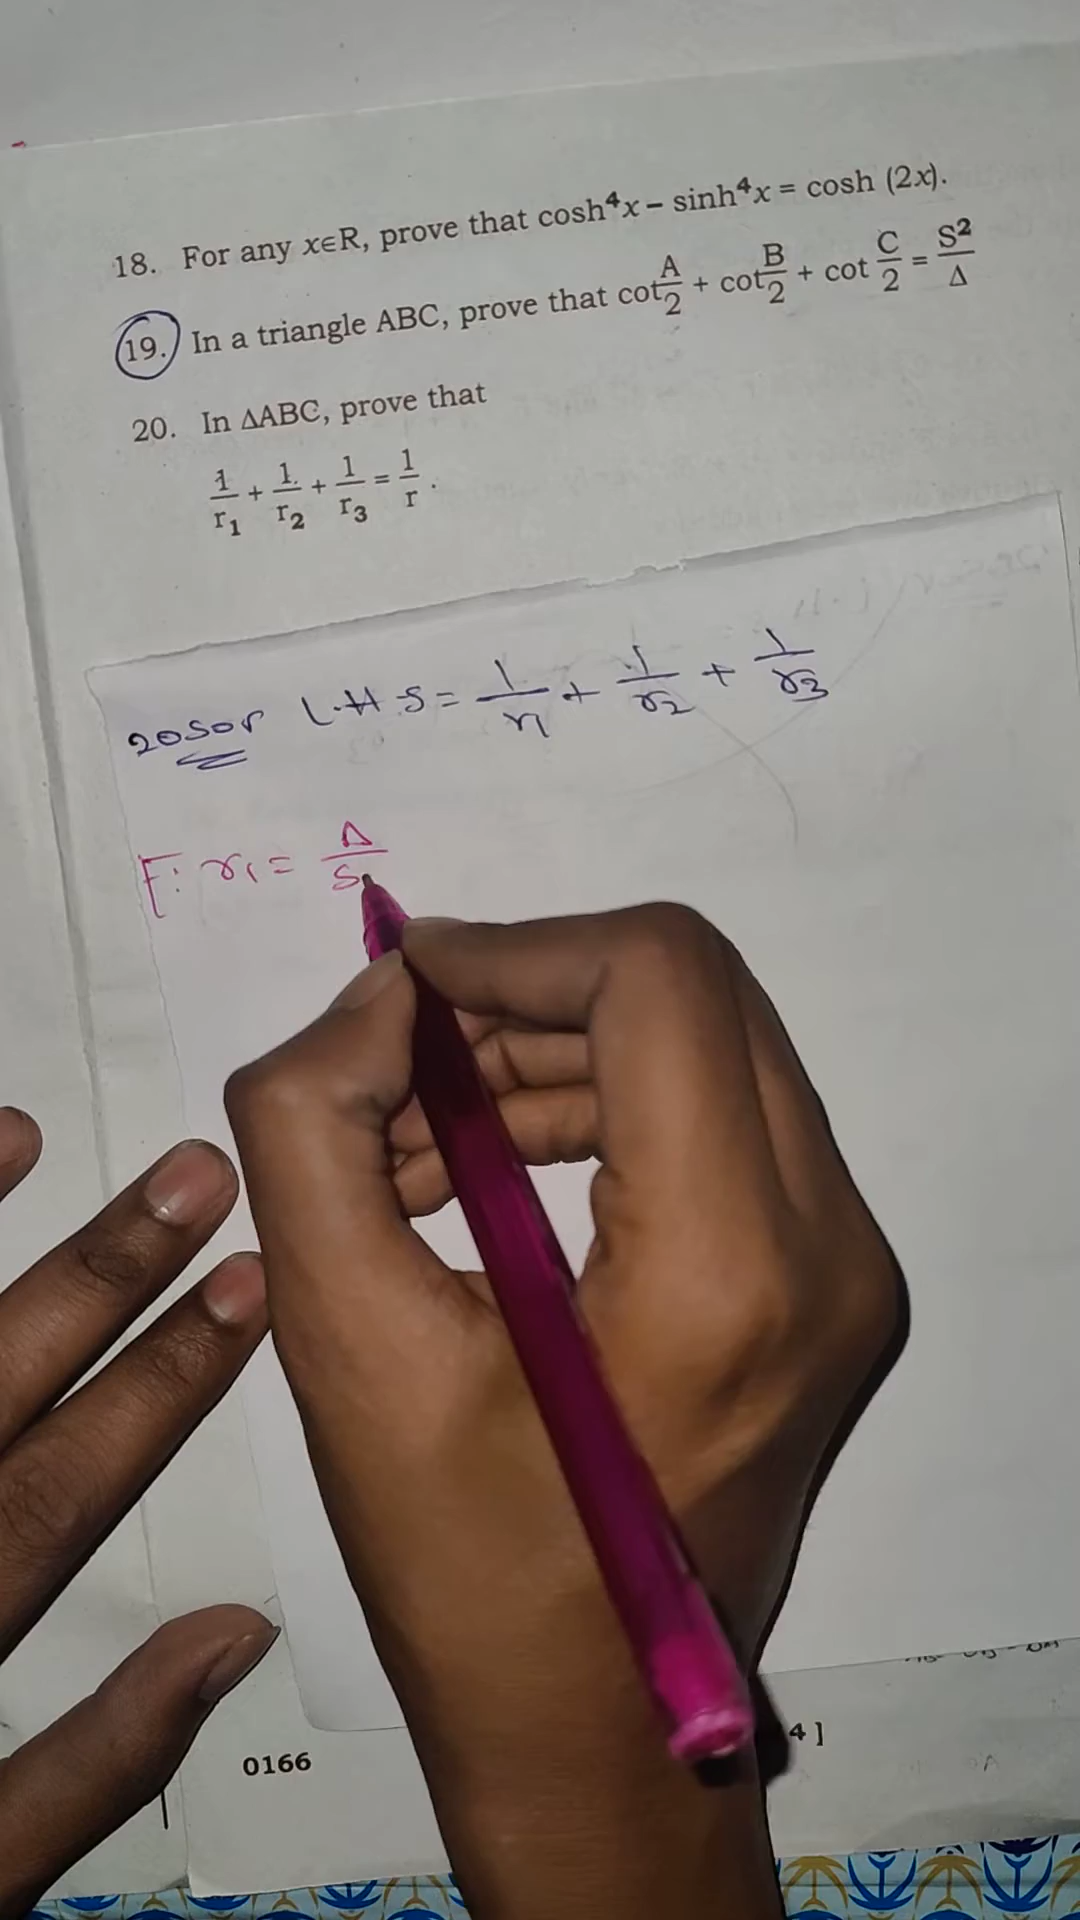 18. For any x∈R, prove that cosh⁴x – sinh⁴x = cosh (2x).
19. In a triangle ABC, prove that cot A/2 + cot B/2 + cot C/2 = S²/Δ
20. In ΔABC, prove that
1/r₁ + 1/r₂ + 1/r₃ = 1/r .
20 Sol L.H.S = 1/r₁ + 1/r₂ + 1/r₃
[∵ r₁ = Δ/S
0166
4 ]